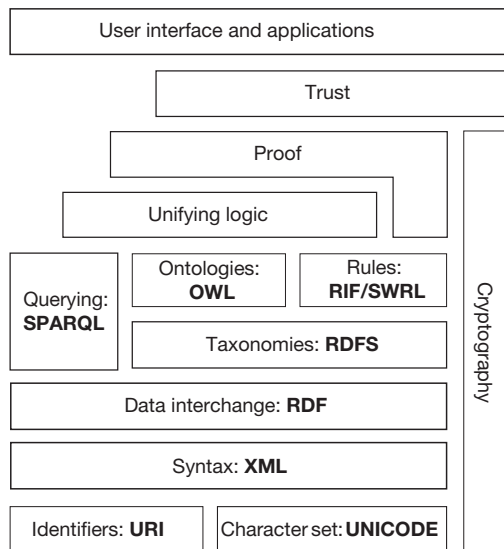 User interface and applications
Trust
Proof
Unifying logic
Querying:
SPARQL
Ontologies:
OWL
Rules:
RIF/SWRL
Taxonomies: RDFS
Data interchange: RDF
Syntax: XML
Identifiers: URI
Character set: UNICODE
Cryptography